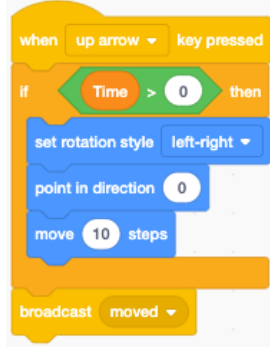 when up arrow key pressed
if Time > 0 then
set rotation style left-right
point in direction 0
move 10 steps
broadcast moved